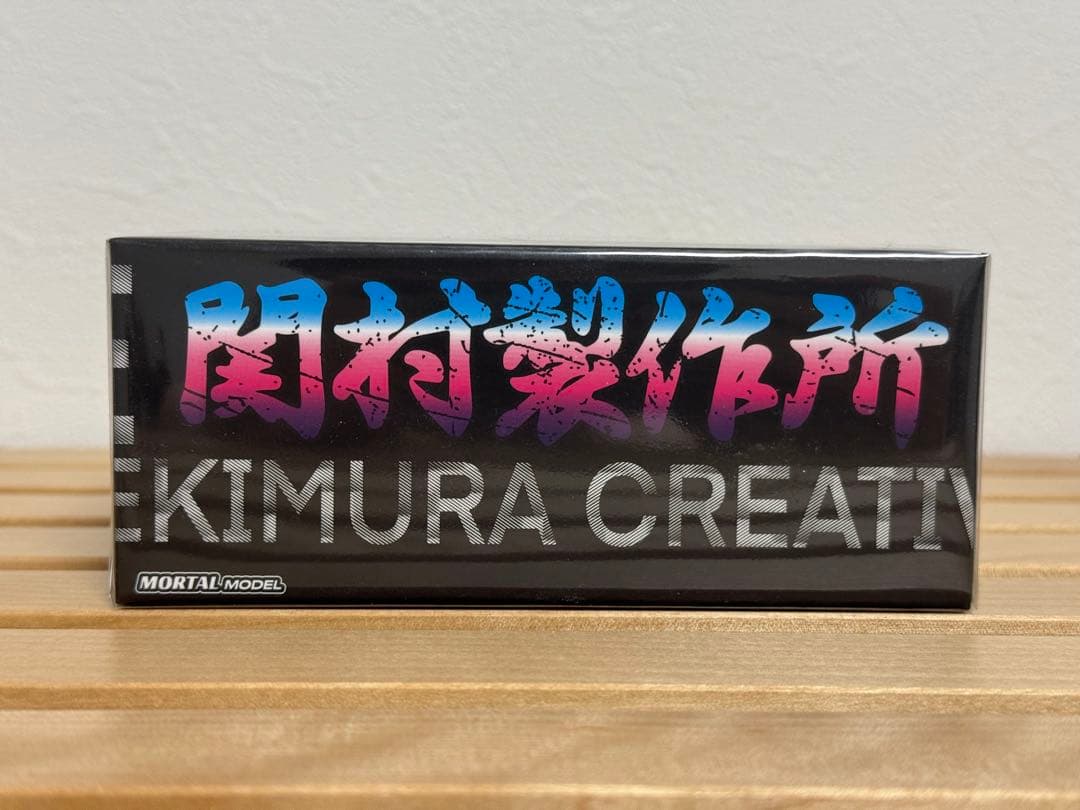 関村製作所
EKIMURA CREATIV
MORTAL MODEL